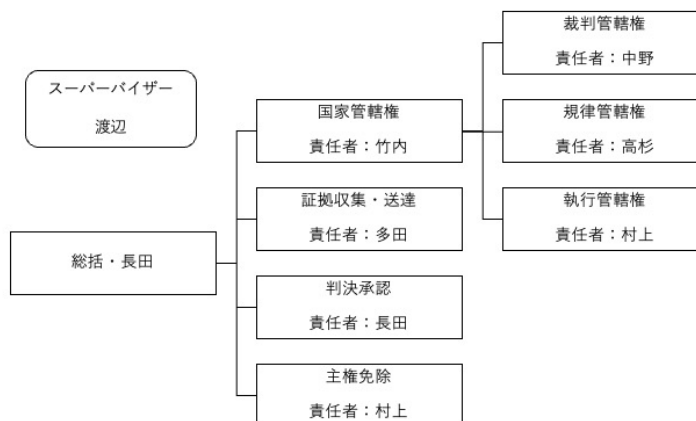 スーパーバイザー
渡辺
総括・長田
国家管轄権
責任者：竹内
証拠収集・送達
責任者：多田
判決承認
責任者：長田
主権免除
責任者：村上
裁判管轄権
責任者：中野
規律管轄権
責任者：高杉
執行管轄権
責任者：村上